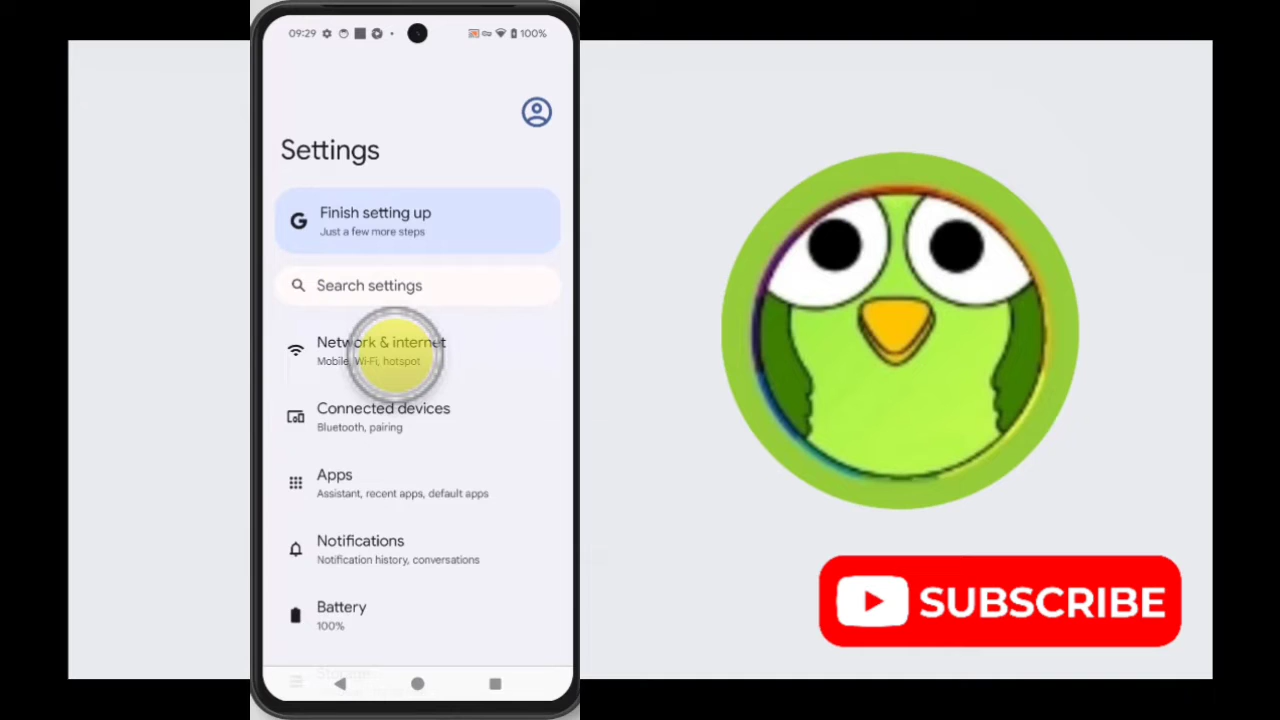 09:29
100%
Settings
G
Finish setting up
Just a few more steps
Search settings
Network & internet
Mobile, Wi-Fi, hotspot
Connected devices
Bluetooth, pairing
Apps
Assistant, recent apps, default apps
Notifications
Notification history, conversations
Battery
100%
Storage
SUBSCRIBE